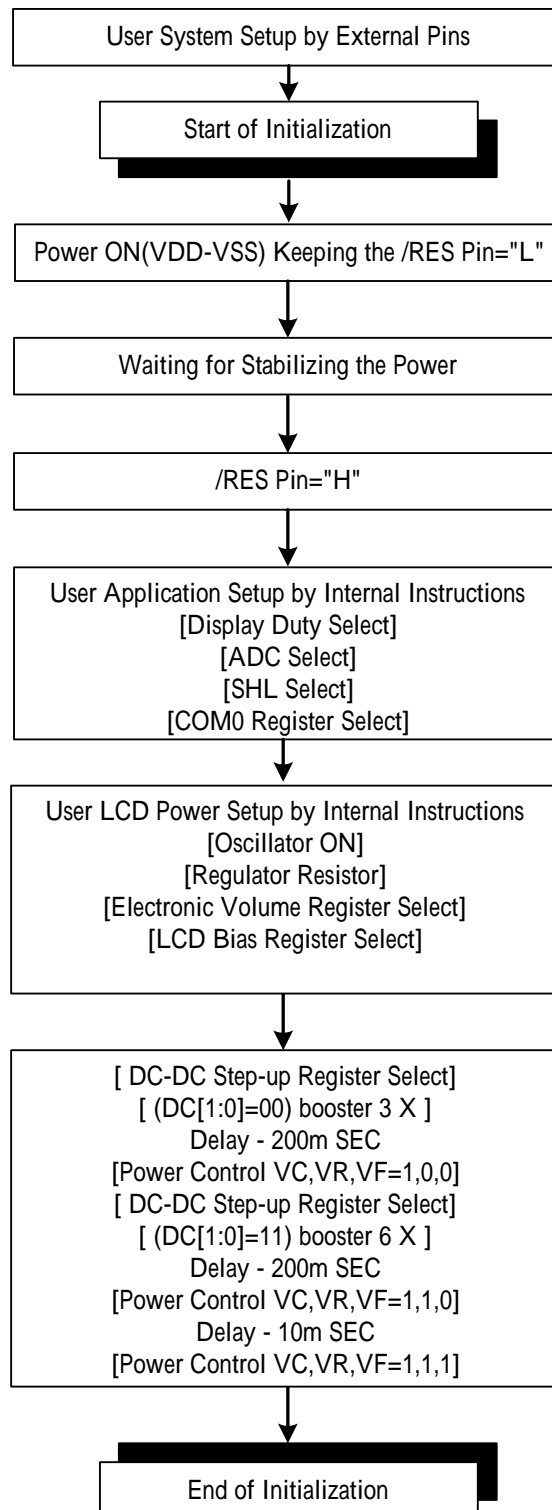 User System Setup by External Pins
Start of Initialization
Power ON(VDD-VSS) Keeping the /RES Pin="L"
Waiting for Stabilizing the Power
/RES Pin="H"
User Application Setup by Internal Instructions
[Display Duty Select]
[ADC Select]
[SHL Select]
[COM0 Register Select]
User LCD Power Setup by Internal Instructions
[Oscillator ON]
[Regulator Resistor]
[Electronic Volume Register Select]
[LCD Bias Register Select]
[ DC-DC Step-up Register Select]
[ (DC[1:0]=00) booster 3 X ]
Delay - 200m SEC
[Power Control VC,VR,VF=1,0,0]
[ DC-DC Step-up Register Select]
[ (DC[1:0]=11) booster 6 X ]
Delay - 200m SEC
[Power Control VC,VR,VF=1,1,0]
Delay - 10m SEC
[Power Control VC,VR,VF=1,1,1]
End of Initialization